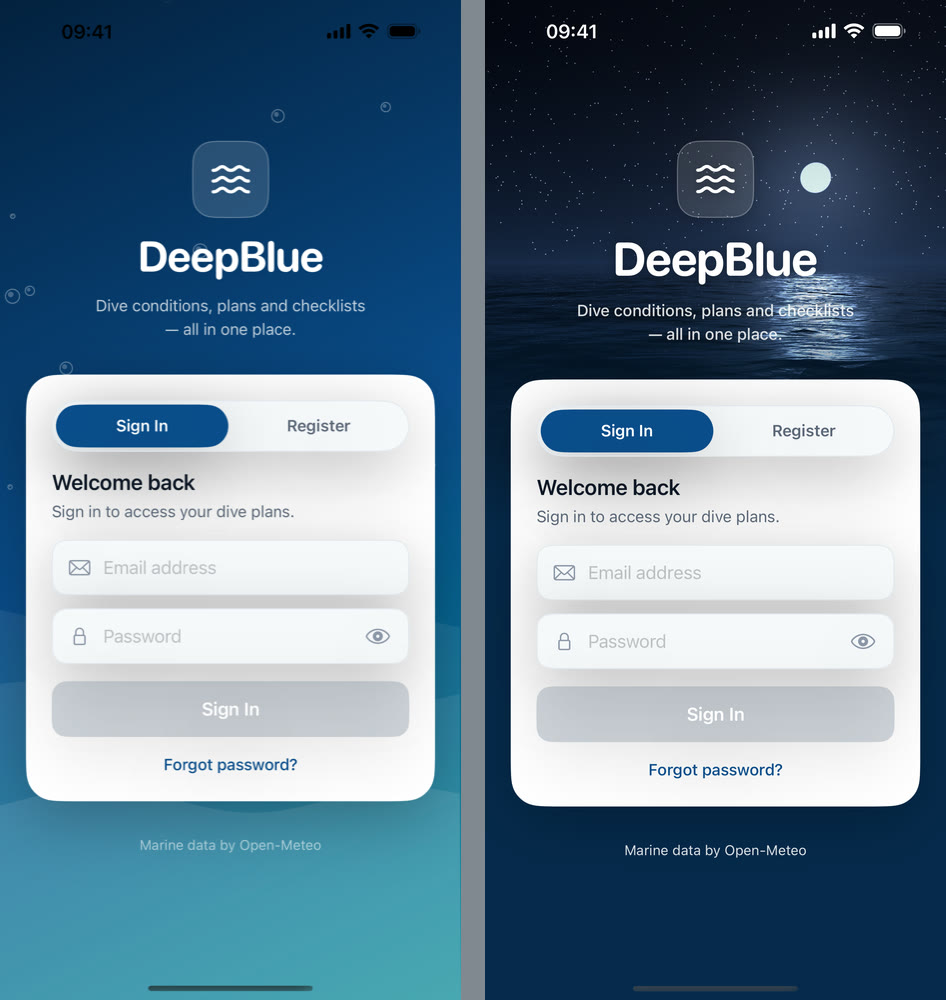 09:41
DeepBlue
Dive conditions, plans and checklists
— all in one place.
Sign In
Register
Welcome back
Sign in to access your dive plans.
Email address
Password
Sign In
Forgot password?
Marine data by Open-Meteo
09:41
DeepBlue
Dive conditions, plans and checklists
— all in one place.
Sign In
Register
Welcome back
Sign in to access your dive plans.
Email address
Password
Sign In
Forgot password?
Marine data by Open-Meteo